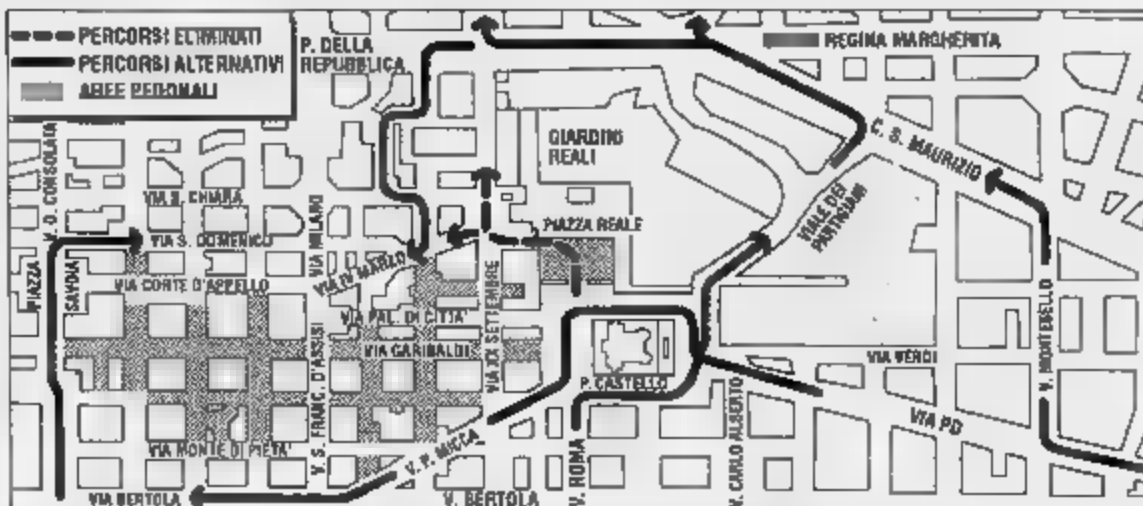 PERCORSI ELIMINATI
PERCORSI ALTERNATIVI
AREE PEDONALI
P. DELLA
REPUBBLICA
REGINA MARGHERITA
GIARDINO
REALI
C. S. MAURIZIO
V. D. CONSOLATA
VIA S. CHIARA
VIA MILANO
PIAZZA REALE
VIALE DEI
PARTIGIANI
VIA S. DOMENICO
PIAZZA
SAVOIA
VIA CORTE D'APPELLO
VIA IV MARZO
VIA XX SETTEMBRE
VIA PAL. DI CITTA'
VIA GARIBALDI
V. S. FRANC. D'ASSISI
P. CASTELLO
VIA VERDI
V. MONTEBELLO
V. CARLO ALBERTO
VIA PO
VIA MONTE DI PIETA'
V. P. MICCA
V. ROMA
VIA BERTOLA
V. BERTOLA